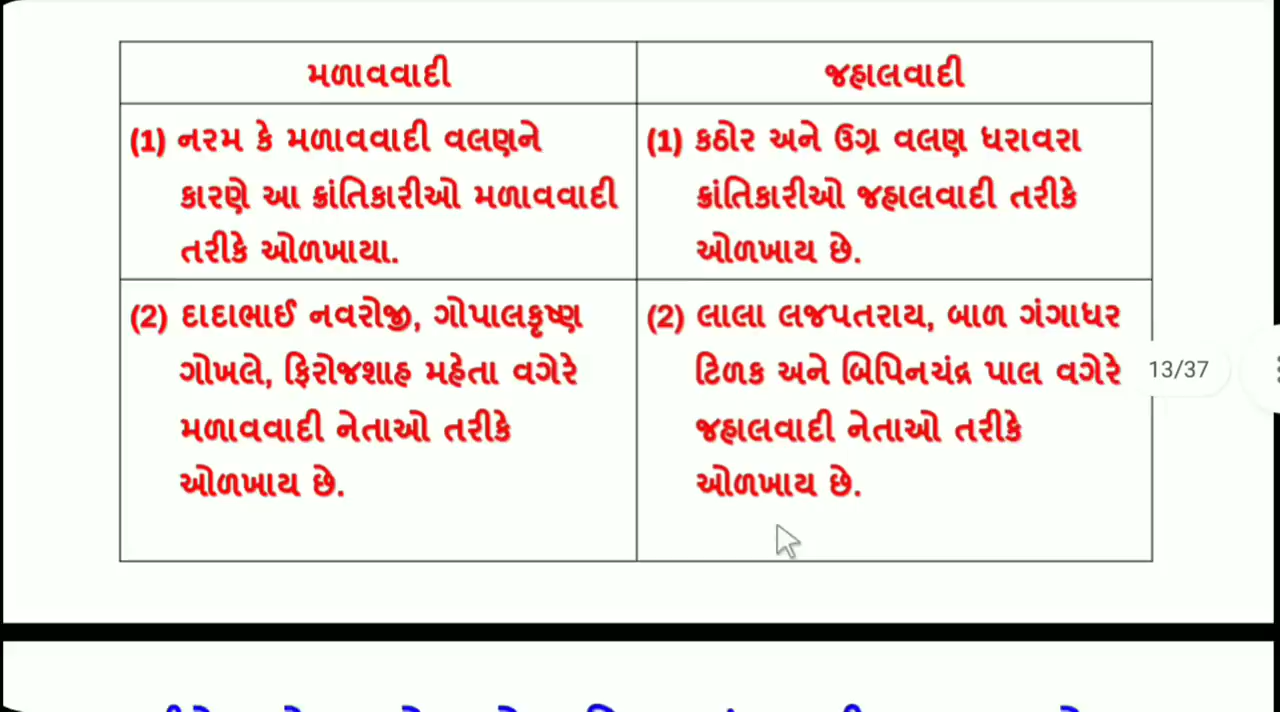 મળાવવાદી
જહાલવાદી
(1) નરમ કે મળાવવાદી વલણને
કારણે આ ક્રાંતિકારીઓ મળાવવાદી
તરીકે ઓળખાયા.
(1) કઠોર અને ઉગ્ર વલણ ધરાવરા
ક્રાંતિકારીઓ જહાલવાદી તરીકે
ઓળખાય છે.
(2) દાદાભાઈ નવરોજી, ગોપાલકૃષ્ણ
ગોખલે, ફિરોજશાહ મહેતા વગેરે
મળાવવાદી નેતાઓ તરીકે
ઓળખાય છે.
(2) લાલા લજપતરાય, બાળ ગંગાધર
ટિળક અને બિપિનચંદ્ર પાલ વગેરે
જહાલવાદી નેતાઓ તરીકે
ઓળખાય છે.
13/37